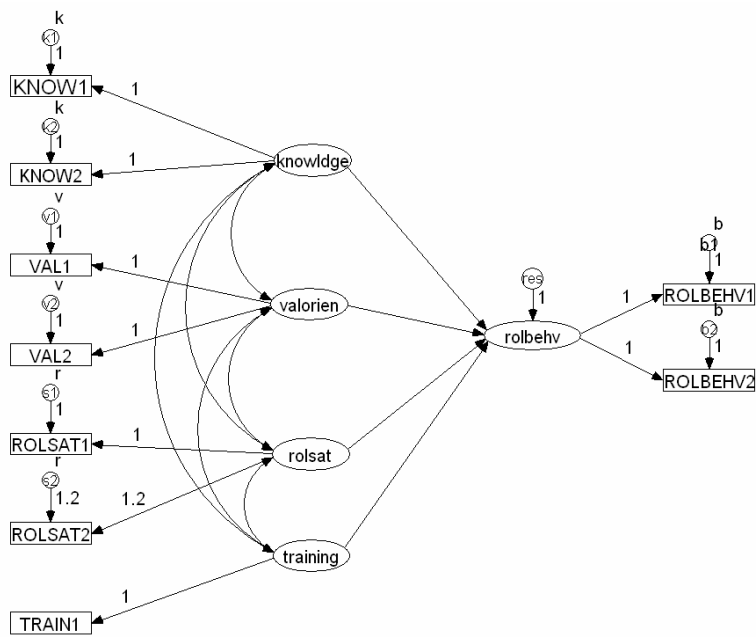 k
k1
1
KNOW1
1
k
k2
1
KNOW2
1
knowldge
v
v1
1
VAL1
1
v
v2
1
VAL2
1
valorien
r
s1
1
ROLSAT1
1
r
s2
1.2
ROLSAT2
1.2
rolsat
training
1
TRAIN1
res
1
rolbehv
b
b1
1
ROLBEHV1
1
b
b2
1
ROLBEHV2
1